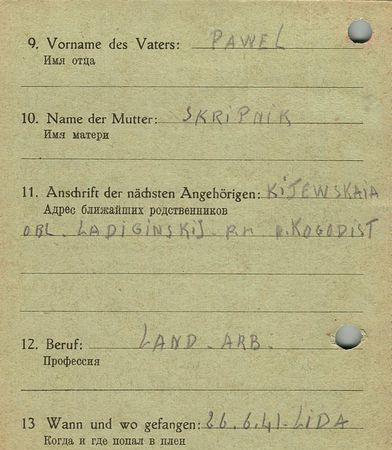 9. Vorname des Vaters: PAWEL
Имя отца
10. Name der Mutter: SKRIPNIK
Имя матери
11. Anschrift der nächsten Angehörigen: KIJEWSKAIA
Адрес ближайших родственников
OBL. LADIGINSKIJ R-n D. KOGODIST
12. Beruf: LAND-ARB.
Профессия
13 Wann und wo gefangen: 26.6.41-LIDA
Когда и где попал в плен